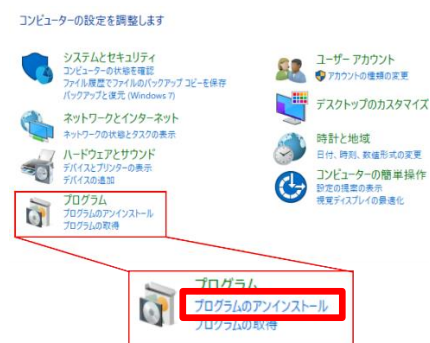 コンピューターの設定を調整します
システムとセキュリティ
コンピューターの状態を確認
ファイル履歴でファイルのバックアップ コピーを保存
バックアップと復元 (Windows 7)
ネットワークとインターネット
ネットワークの状態とタスクの表示
ハードウェアとサウンド
デバイスとプリンターの表示
デバイスの追加
プログラム
プログラムのアンインストール
プログラムの取得
ユーザー アカウント
アカウントの種類の変更
デスクトップのカスタマイズ
時計と地域
日付、時刻、数値形式の変更
コンピューターの簡単操作
設定の提案の表示
視覚ディスプレイの最適化
プログラム
プログラムのアンインストール
プログラムの取得